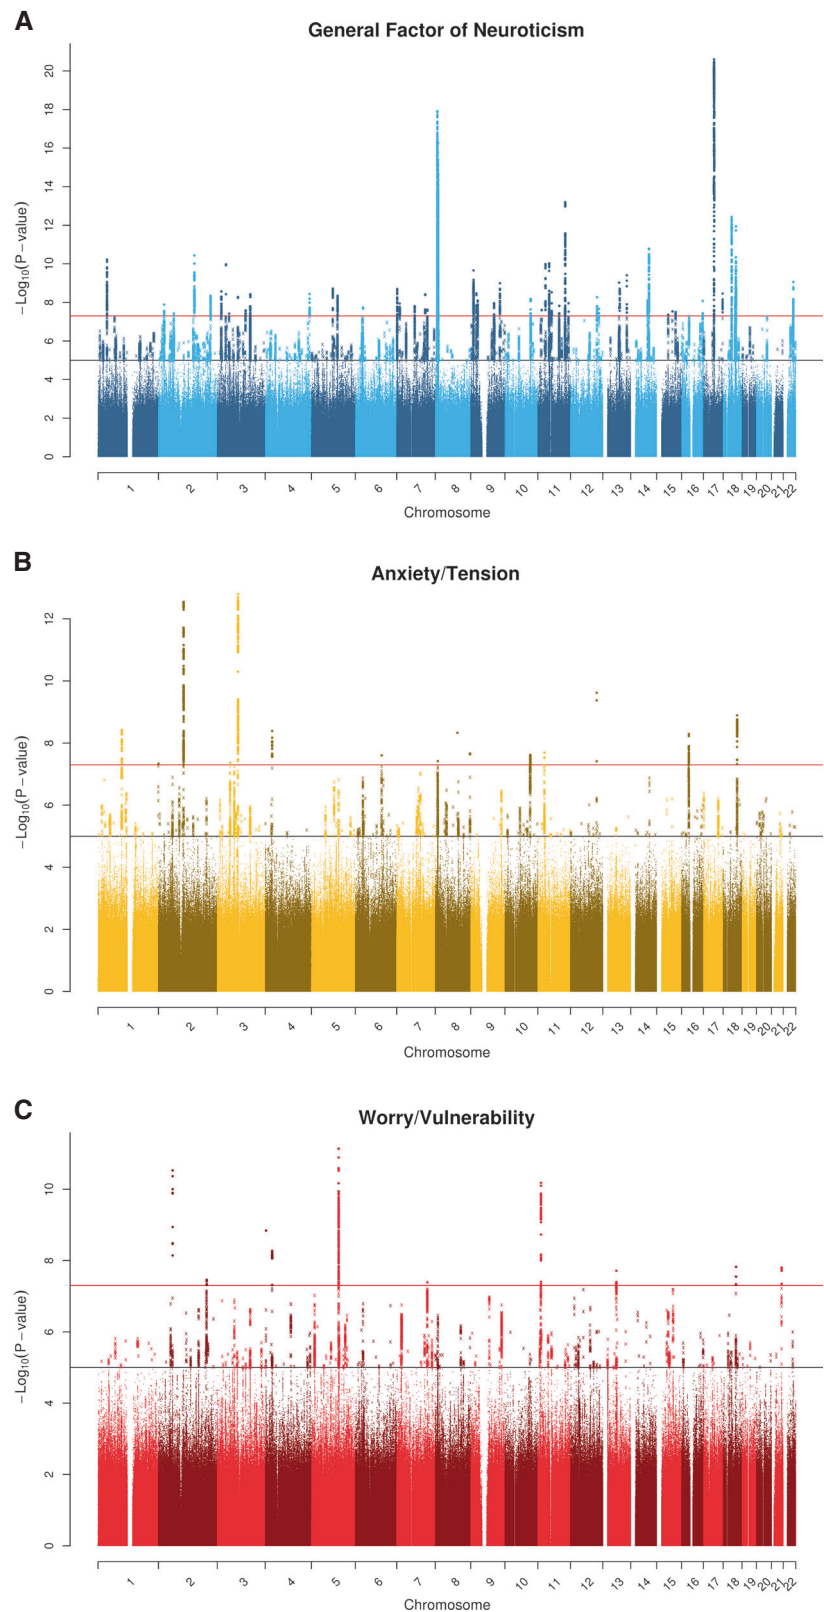 A
General Factor of Neuroticism
−Log10(P−value)
20
18
16
14
12
10
8
6
4
2
0
1 2 3 4 5 6 7 8 9 10 11 12 13 14 15 16 17 18 19 20 21 22
Chromosome
B
Anxiety/Tension
−Log10(P−value)
12
10
8
6
4
2
0
1 2 3 4 5 6 7 8 9 10 11 12 13 14 15 16 17 18 19 20 21 22
Chromosome
C
Worry/Vulnerability
−Log10(P−value)
10
8
6
4
2
0
1 2 3 4 5 6 7 8 9 10 11 12 13 14 15 16 17 18 19 20 21 22
Chromosome